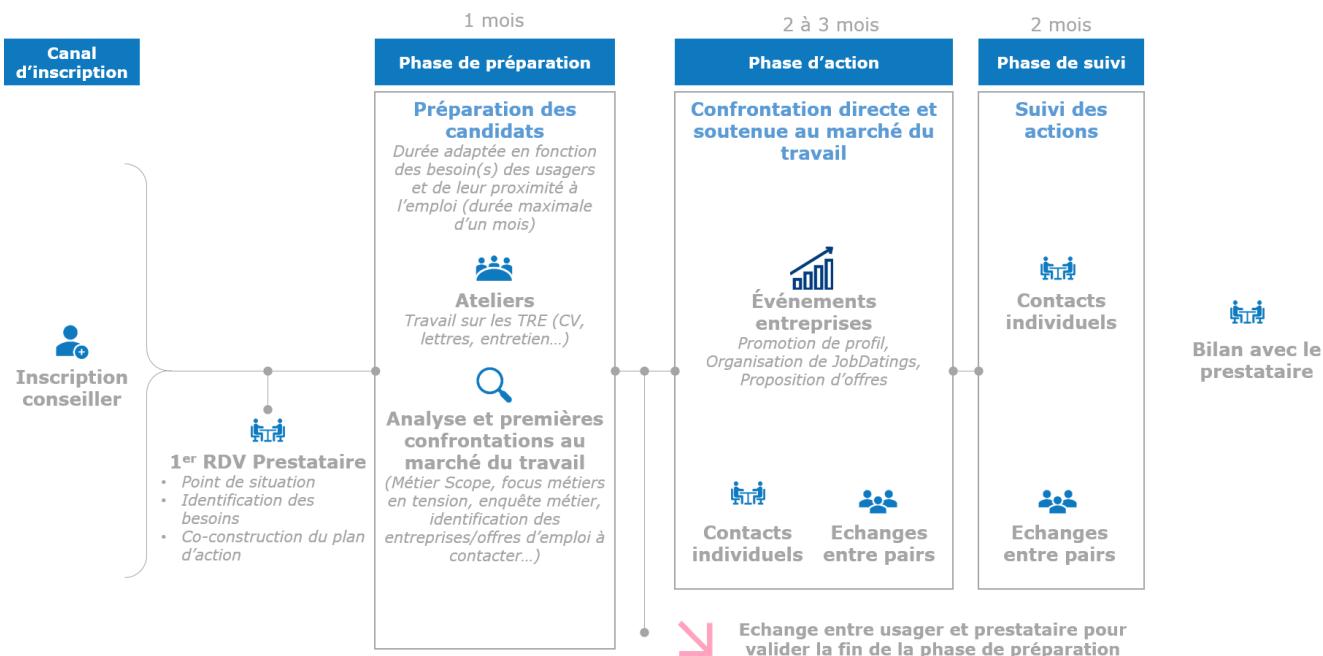 Canal
d'inscription
Inscription
conseiller
1er RDV Prestataire
• Point de situation
• Identification des
besoins
• Co-construction du plan
d'action
1 mois
Phase de préparation
Préparation des
candidats
Durée adaptée en fonction
des besoin(s) des usagers
et de leur proximité à
l'emploi (durée maximale
d'un mois)
Ateliers
Travail sur les TRE (CV,
lettres, entretien…)
Analyse et premières
confrontations au
marché du travail
(Métier Scope, focus métiers
en tension, enquête métier,
identification des
entreprises/offres d'emploi à
contacter…)
2 à 3 mois
Phase d'action
Confrontation directe et
soutenue au marché du
travail
Événements
entreprises
Promotion de profil,
Organisation de JobDatings,
Proposition d'offres
Contacts
individuels
Echanges
entre pairs
2 mois
Phase de suivi
Suivi des
actions
Contacts
individuels
Echanges
entre pairs
Bilan avec le
prestataire
Echange entre usager et prestataire pour
valider la fin de la phase de préparation